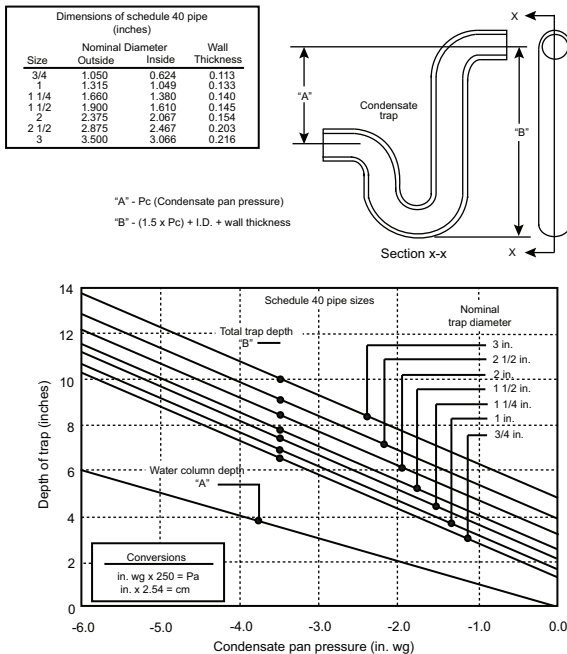 Dimensions of schedule 40 pipe
(inches)
Nominal Diameter Wall
Size Outside Inside Thickness
3/4 1.050 0.624 0.113
1 1.315 1.049 0.133
1 1/4 1.660 1.380 0.140
1 1/2 1.900 1.610 0.145
2 2.375 2.067 0.154
2 1/2 2.875 2.467 0.203
3 3.500 3.066 0.216
X
"A"
Condensate
trap
"B"
X
Section x-x
"A" - Pc (Condensate pan pressure)
"B" - (1.5 x Pc) + I.D. + wall thickness
Schedule 40 pipe sizes
Nominal
trap diameter
Total trap depth
"B"
3 in.
2 1/2 in.
2 in.
1 1/2 in.
1 1/4 in.
1 in.
3/4 in.
Water column depth
"A"
Conversions
in. wg x 250 = Pa
in. x 2.54 = cm
Depth of trap (inches)
14
12
10
8
6
4
2
0
-6.0 -5.0 -4.0 -3.0 -2.0 -1.0 0.0
Condensate pan pressure (in. wg)